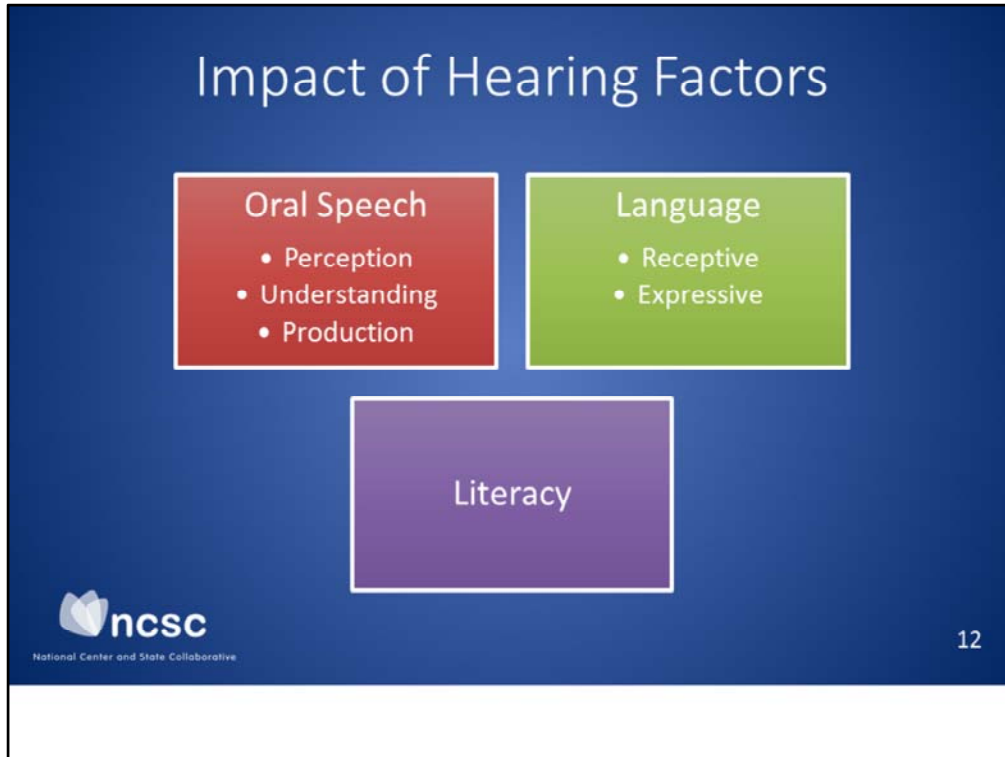 Impact of Hearing Factors
Oral Speech
• Perception
• Understanding
• Production
Language
• Receptive
• Expressive
Literacy
ncsc
National Center and State Collaborative
12